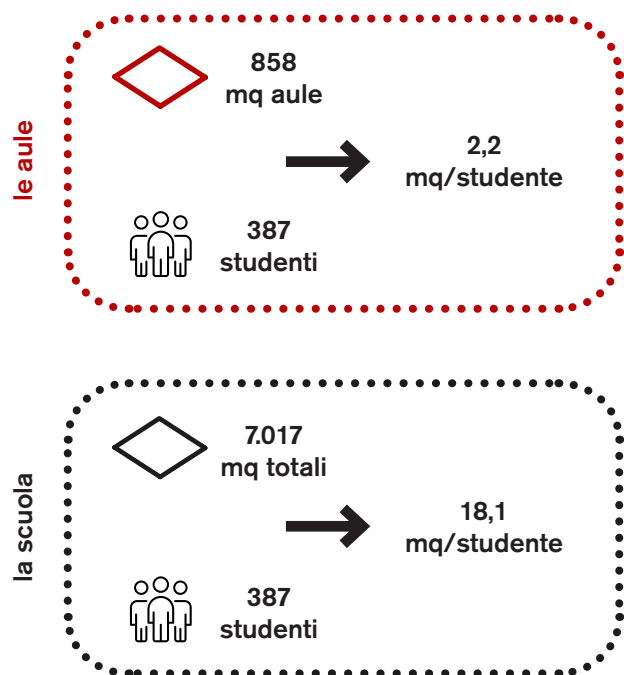 le aule
858
mq aule
2,2
mq/studente
387
studenti
la scuola
7.017
mq totali
18,1
mq/studente
387
studenti